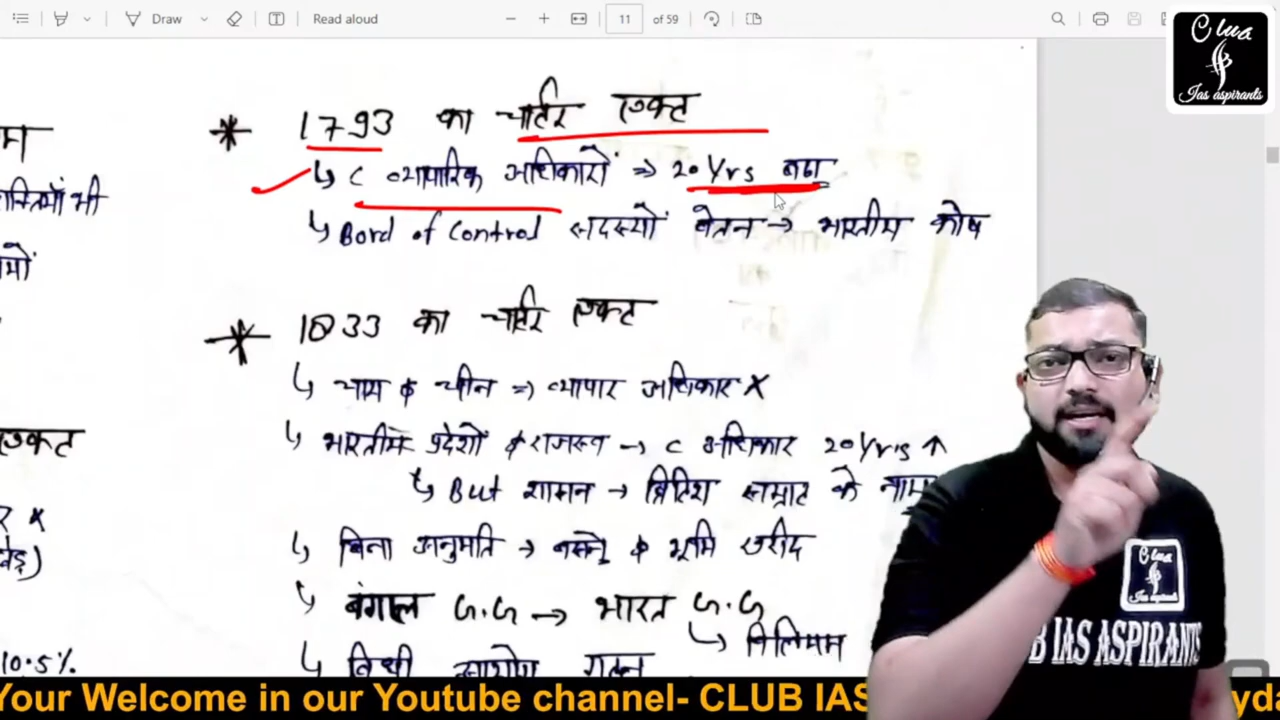 Draw
Read aloud
11 of 59
Club
Ias aspirants
* 1793 का चार्टर एक्ट
↳ C व्यापारिक अधिकारों ⇒ 20 Yrs बढ़ा
↳ Bord of Control सदस्यों वेतन → भारतीय कोष
* 1833 का चार्टर एक्ट
↳ चाय & चीन ⇒ व्यापार अधिकार X
↳ भारतीय प्रदेशों & राजस्व → C अधिकार 20 Yrs ↑
↳ But शासन → ब्रिटिश सम्राट के नाम
↳ बिना अनुमति → बसने & भूमि खरीद
↳ बंगाल G.G → भारत G.G
↳ विलियम
10.5%
एक्ट
CLUB
IAS ASPIRANTS
Your Welcome in our Youtube channel- CLUB IAS